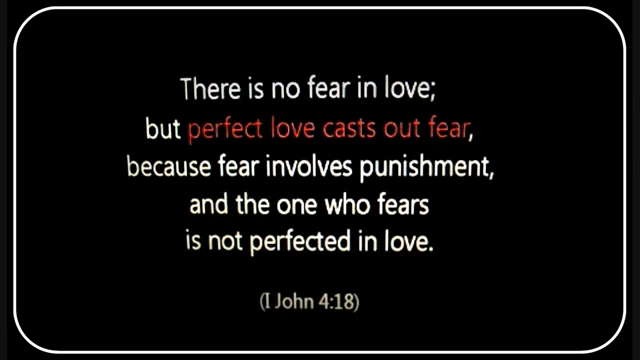 There is no fear in love;
but perfect love casts out fear,
because fear involves punishment,
and the one who fears
is not perfected in love.
(I John 4:18)